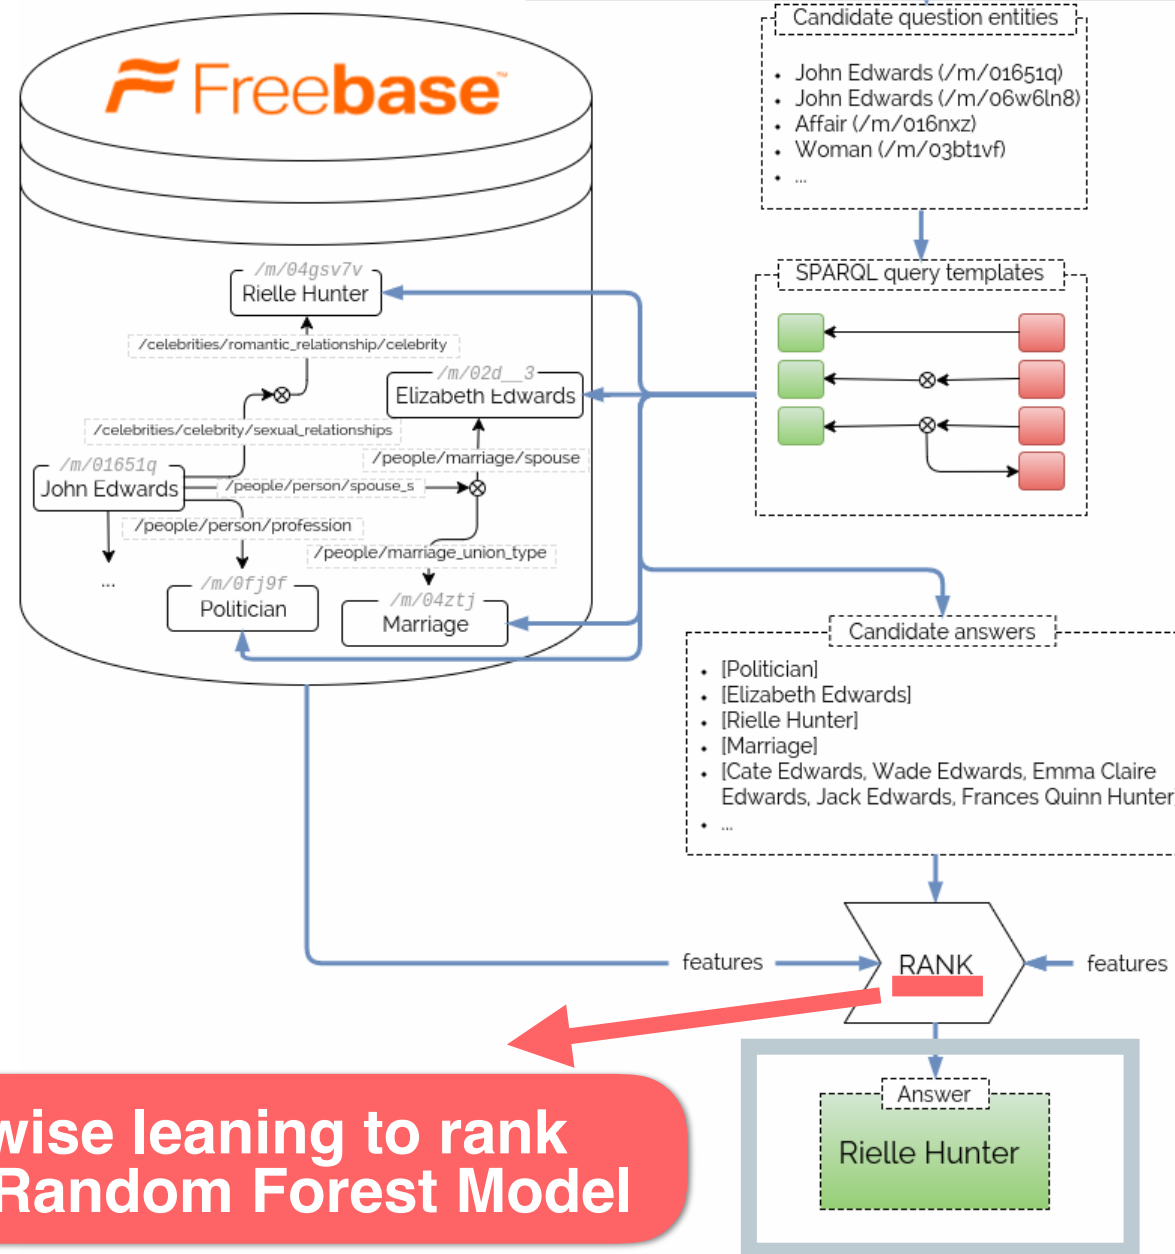 Freebase™
/m/04gsv7v
Rielle Hunter
/celebrities/romantic_relationship/celebrity
/m/02d__3
Elizabeth Edwards
/celebrities/celebrity/sexual_relationships
/people/marriage/spouse
/m/01651q
John Edwards
/people/person/spouse_s
/people/person/profession
/people/marriage_union_type
...
/m/0fj9f
Politician
/m/04ztj
Marriage
Candidate question entities
• John Edwards (/m/01651q)
• John Edwards (/m/06w6ln8)
• Affair (/m/016nxz)
• Woman (/m/03bt1vf)
• ...
SPARQL query templates
Candidate answers
• [Politician]
• [Elizabeth Edwards]
• [Rielle Hunter]
• [Marriage]
• [Cate Edwards, Wade Edwards, Emma Claire
Edwards, Jack Edwards, Frances Quinn Hunter
• ...
features
RANK
features
Answer
Rielle Hunter
wise leaning to rank
Random Forest Model